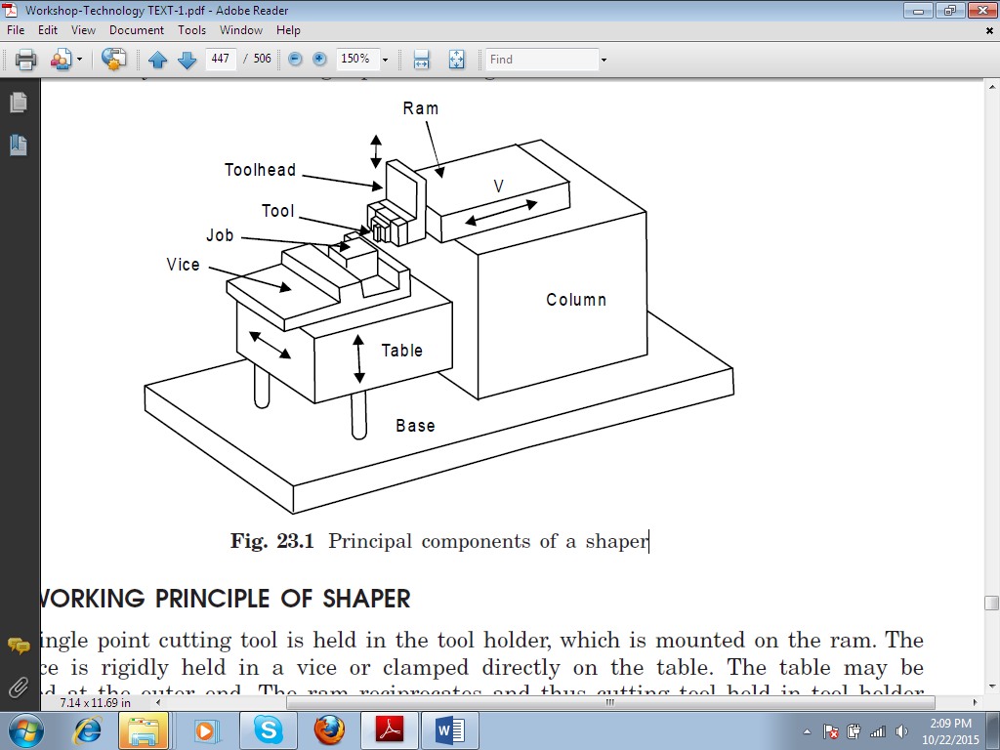 Workshop-Technology TEXT-1.pdf - Adobe Reader
File Edit View Document Tools Window Help
447 / 506 150% Find
Ram
Toolhead
V
Tool
Job
Vice
Column
Table
Base
Fig. 23.1 Principal components of a shaper
WORKING PRINCIPLE OF SHAPER
ingle point cutting tool is held in the tool holder, which is mounted on the ram. The
ce is rigidly held in a vice or clamped directly on the table. The table may be
d at the outer end. The ram reciprocates and thus cutting tool held in tool holder
7.14 x 11.69 in
2:09 PM
10/22/2015